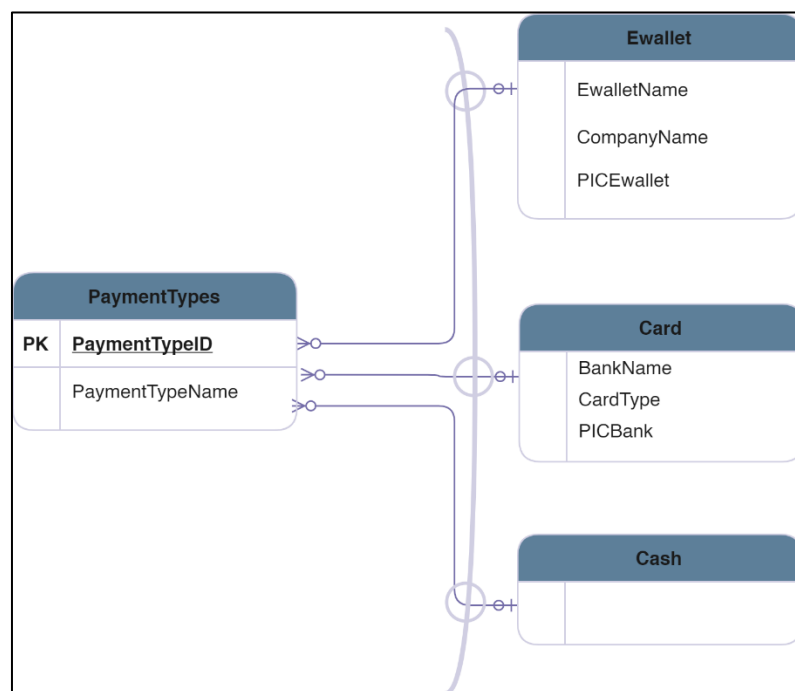 Ewallet
EwalletName
CompanyName
PICEwallet
PaymentTypes
PK PaymentTypeID
PaymentTypeName
Card
BankName
CardType
PICBank
Cash